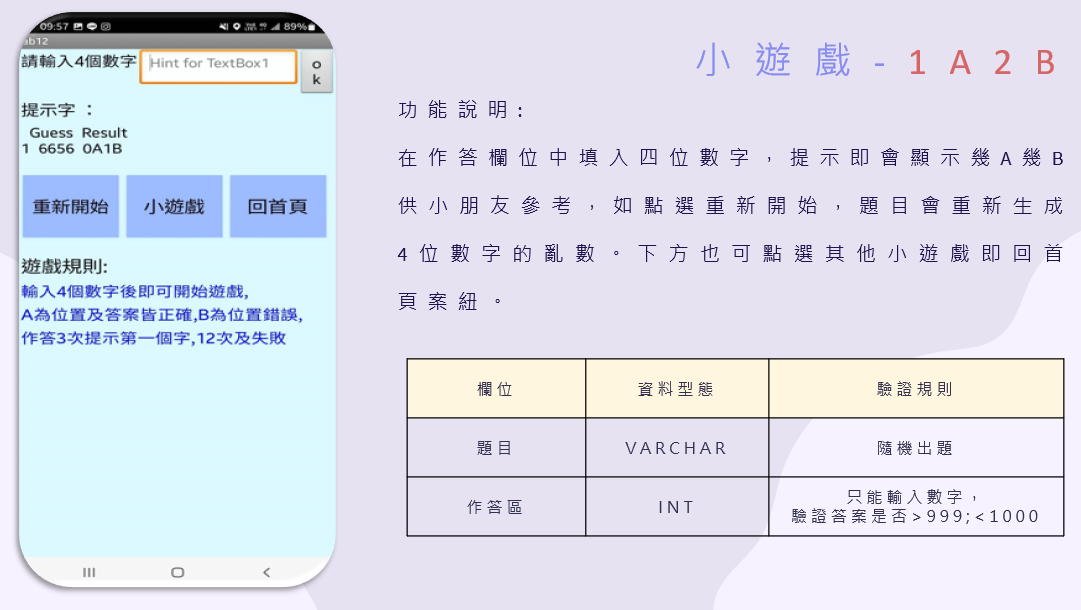 09:57
89%
ab12
請輸入4個數字
Hint for TextBox1
o
k
提示字 :
Guess Result
1 6656 0A1B
重新開始
小遊戲
回首頁
遊戲規則:
輸入4個數字後即可開始遊戲,
A為位置及答案皆正確,B為位置錯誤,
作答3次提示第一個字,12次及失敗
小遊戲-1A2B
功能說明:
在作答欄位中填入四位數字,提示即會顯示幾A幾B
供小朋友參考,如點選重新開始,題目會重新生成
4位數字的亂數。下方也可點選其他小遊戲即回首
頁案紐。
欄位 資料型態 驗證規則
題目 VARCHAR 隨機出題
作答區 INT 只能輸入數字,
驗證答案是否>999;<1000